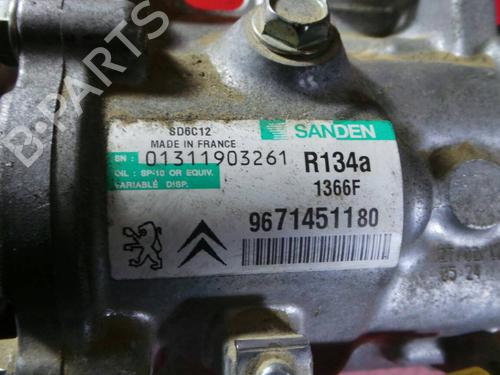 SD6C12
SANDEN
MADE IN FRANCE
SN : 01311903261
R134a
OIL : SP-10 OR EQUIV.
VARIABLE DISP.
1366F
9671451180
B-PARTS